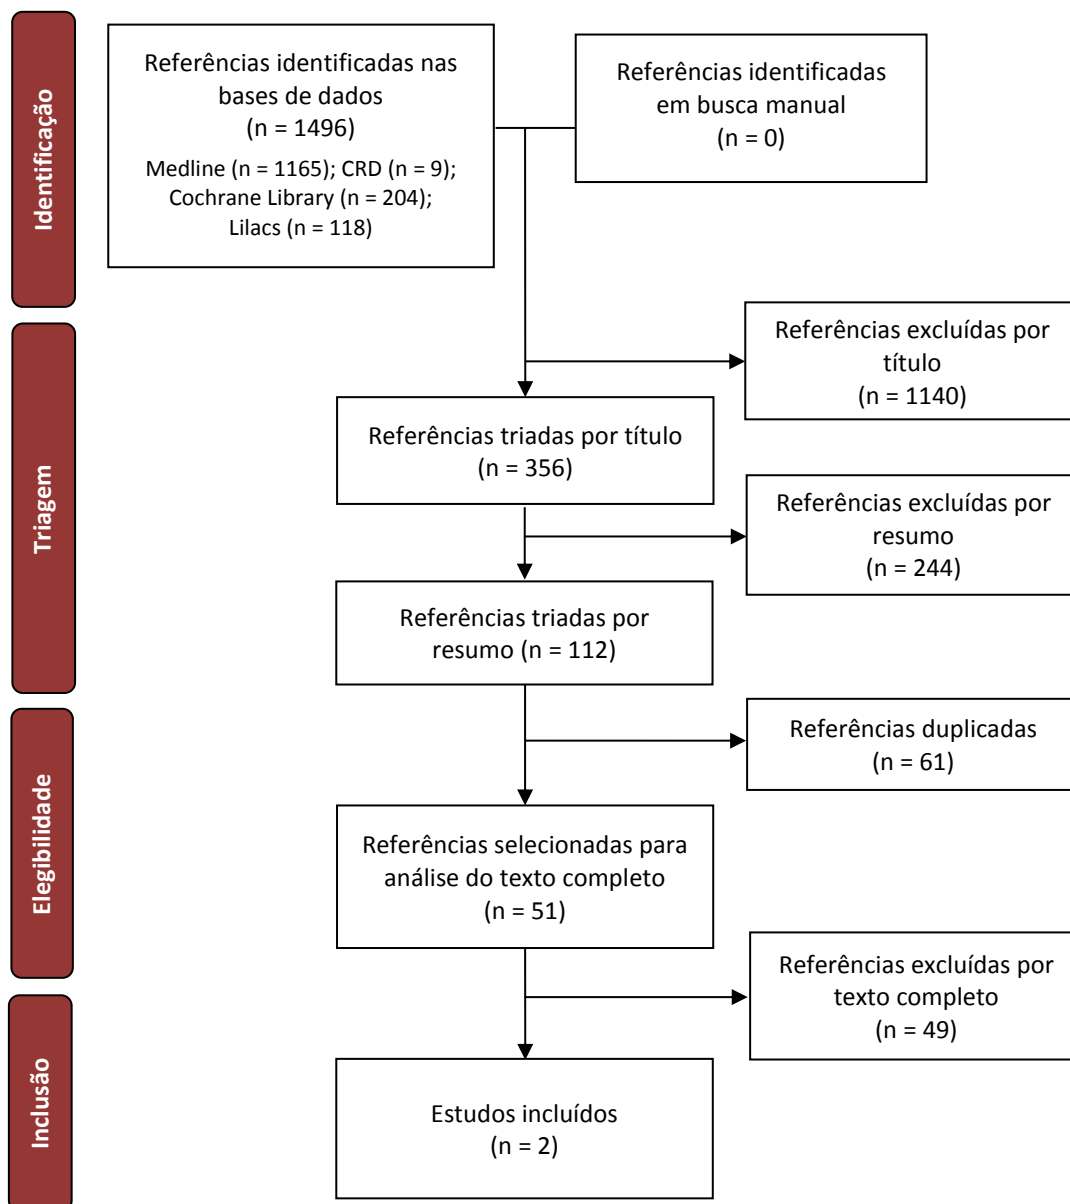 Identificação
Referências identificadas nas
bases de dados
(n = 1496)
Medline (n = 1165); CRD (n = 9);
Cochrane Library (n = 204);
Lilacs (n = 118)
Referências identificadas
em busca manual
(n = 0)
Triagem
Referências excluídas por
título
(n = 1140)
Referências triadas por título
(n = 356)
Referências excluídas por
resumo
(n = 244)
Referências triadas por
resumo (n = 112)
Elegibilidade
Referências duplicadas
(n = 61)
Referências selecionadas para
análise do texto completo
(n = 51)
Referências excluídas por
texto completo
(n = 49)
Inclusão
Estudos incluídos
(n = 2)